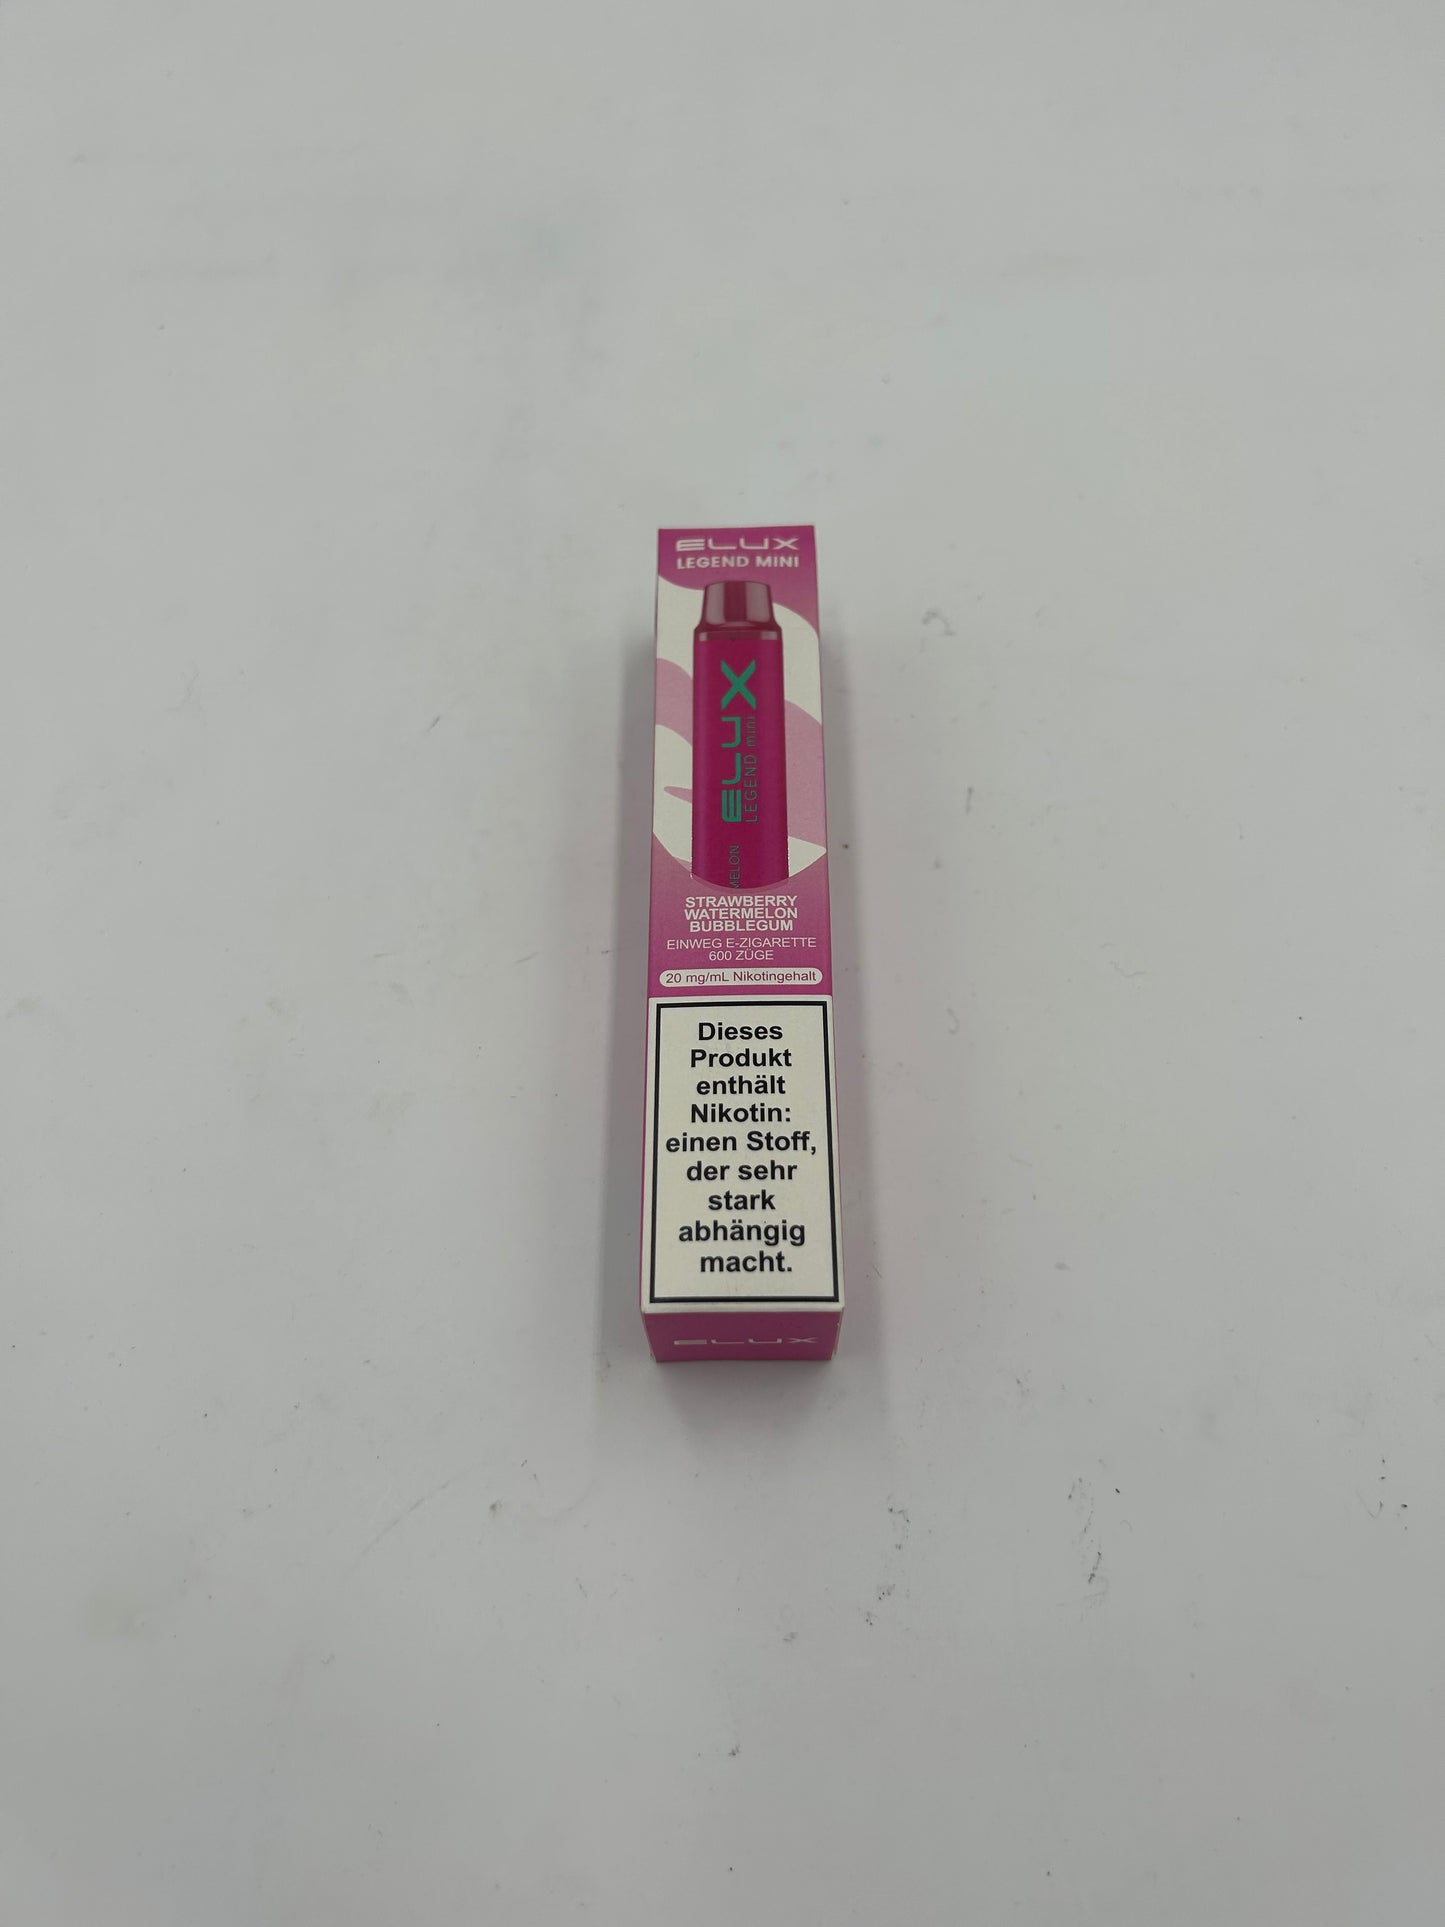 ELUX
LEGEND MINI
ELUX
LEGEND mini
MELON
STRAWBERRY
WATERMELON
BUBBLEGUM
EINWEG E-ZIGARETTE
600 ZÜGE
20 mg/mL Nikotingehalt
Dieses
Produkt
enthält
Nikotin:
einen Stoff,
der sehr
stark
abhängig
macht.
ELUX